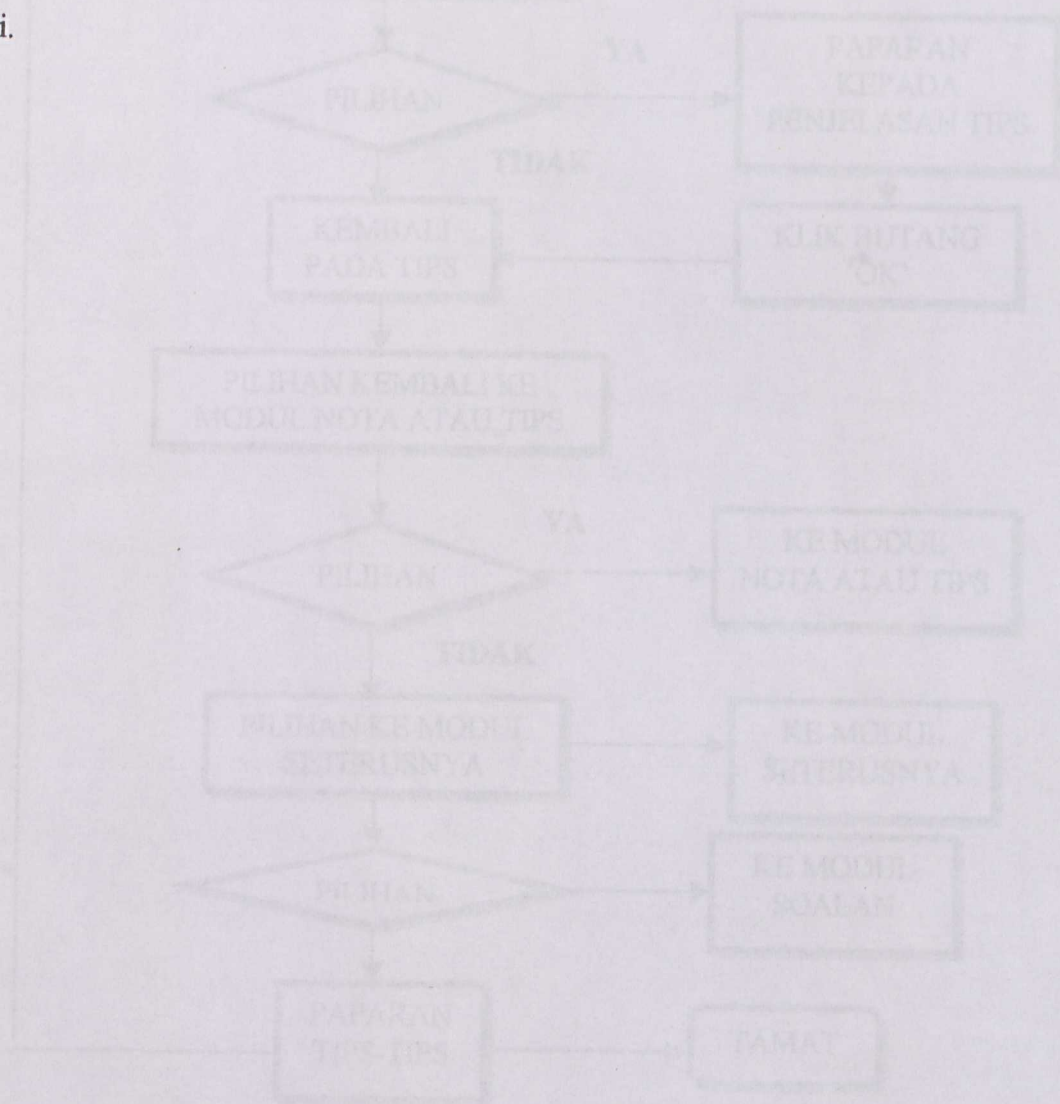 i.
YA
PAPARAN
KEPADA
PENJELASAN TIPS
PILIHAN
TIDAK
KEMBALI
PADA TIPS
KLIK BUTANG
'OK'
PILIHAN KEMBALI KE
MODUL NOTA ATAU TIPS
YA
PILIHAN
KE MODUL
NOTA ATAU TIPS
TIDAK
PILIHAN KE MODUL
SETERUSNYA
KE MODUL
SETERUSNYA
PILIHAN
KE MODUL
SOALAN
PAPARAN
TIPS-TIPS
TAMAT